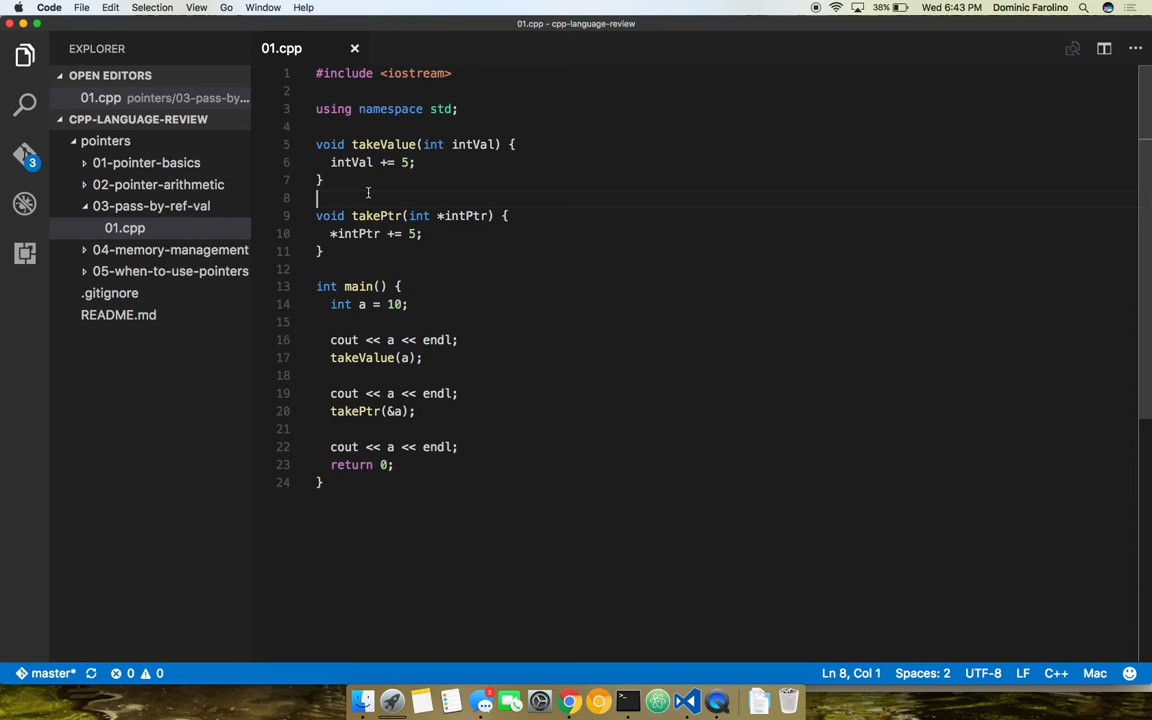 Code File Edit Selection View Go Window Help 38% Wed 6:43 PM Dominic Farolino
01.cpp - cpp-language-review
EXPLORER
OPEN EDITORS
01.cpp pointers/03-pass-by...
CPP-LANGUAGE-REVIEW
pointers
01-pointer-basics
02-pointer-arithmetic
03-pass-by-ref-val
01.cpp
04-memory-management
05-when-to-use-pointers
.gitignore
README.md
3
01.cpp
1 #include <iostream>
2
3 using namespace std;
4
5 void takeValue(int intVal) {
6 intVal += 5;
7 }
8
9 void takePtr(int *intPtr) {
10 *intPtr += 5;
11 }
12
13 int main() {
14 int a = 10;
15
16 cout << a << endl;
17 takeValue(a);
18
19 cout << a << endl;
20 takePtr(&a);
21
22 cout << a << endl;
23 return 0;
24 }
master* 0 0 Ln 8, Col 1 Spaces: 2 UTF-8 LF C++ Mac